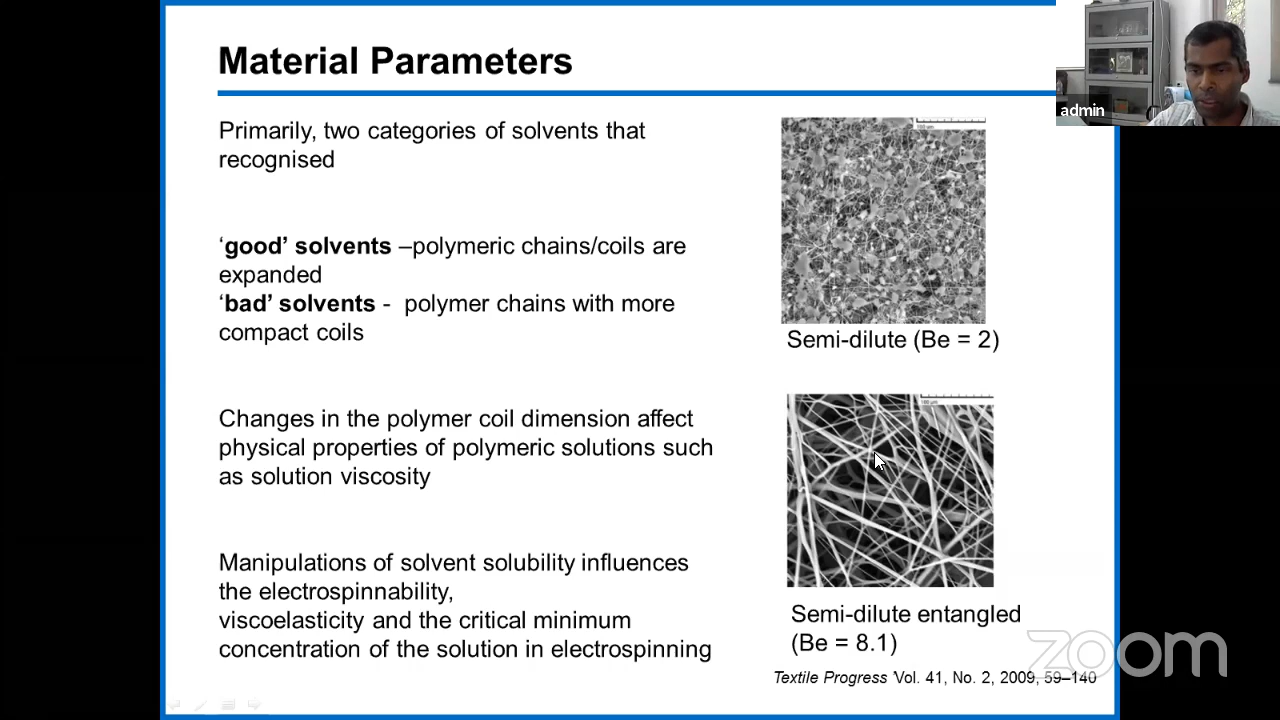 Material Parameters
Primarily, two categories of solvents that
recognised
‘good’ solvents –polymeric chains/coils are
expanded
‘bad’ solvents - polymer chains with more
compact coils
Changes in the polymer coil dimension affect
physical properties of polymeric solutions such
as solution viscosity
Manipulations of solvent solubility influences
the electrospinnability,
viscoelasticity and the critical minimum
concentration of the solution in electrospinning
admin
Semi-dilute (Be = 2)
Semi-dilute entangled
(Be = 8.1)
Textile Progress Vol. 41, No. 2, 2009, 59–140
zoom